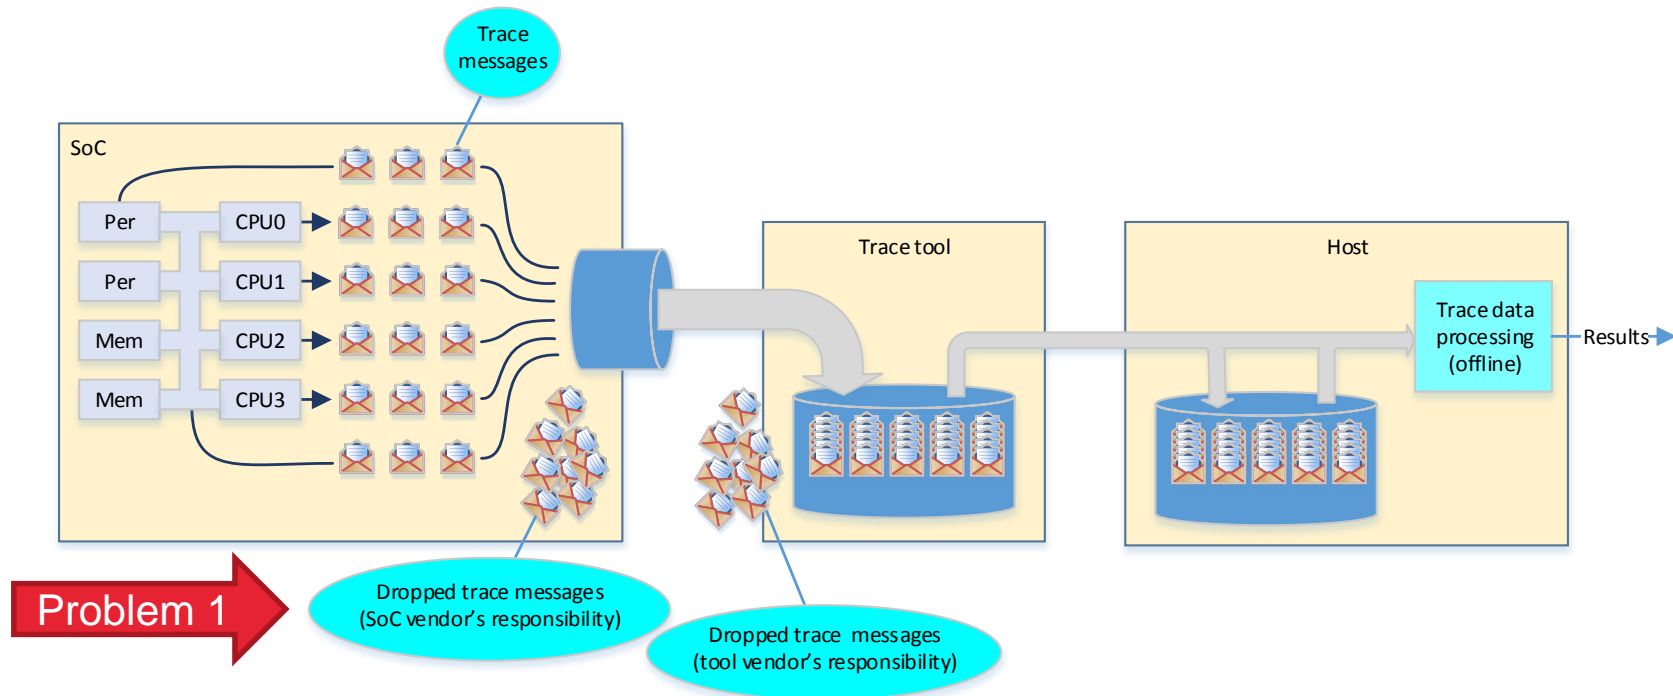 Trace
messages
SoC
Per
CPU0
Per
CPU1
Mem
CPU2
Mem
CPU3
Trace tool
Host
Trace data
processing
(offline)
Results
Problem 1
Dropped trace messages
(SoC vendor's responsibility)
Dropped trace messages
(tool vendor's responsibility)